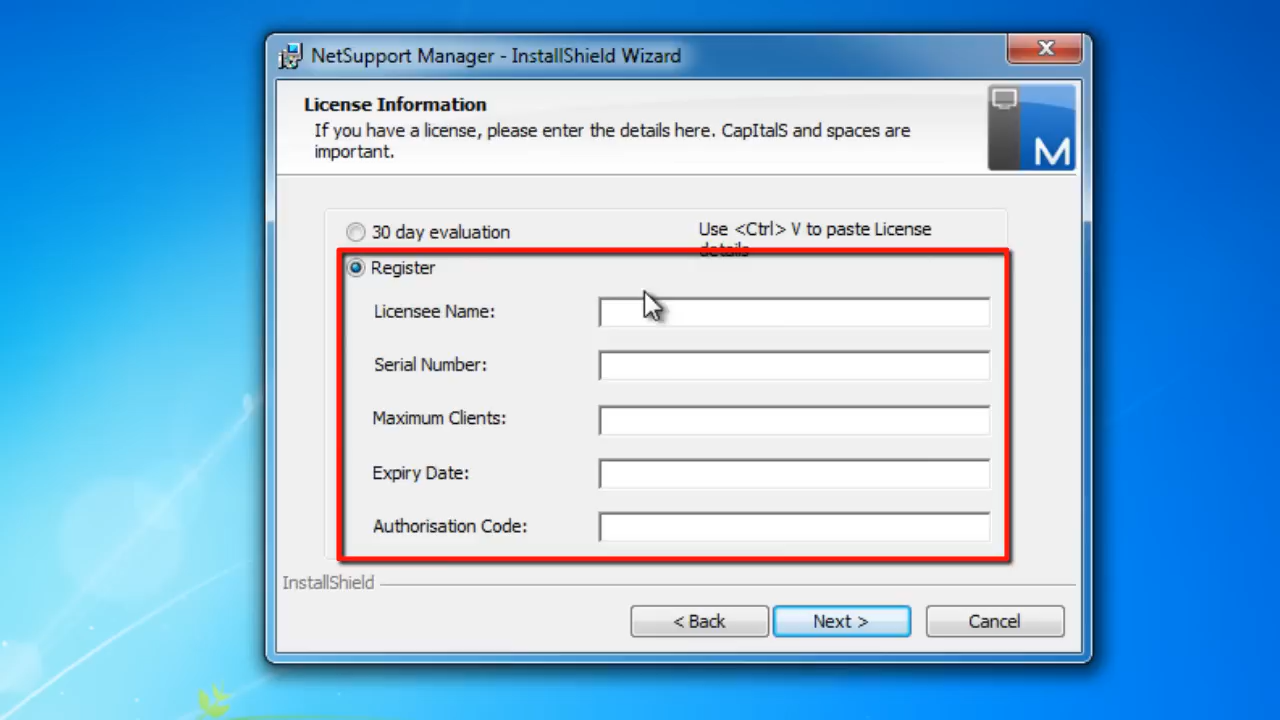 NetSupport Manager - InstallShield Wizard
License Information
If you have a license, please enter the details here. CapItalS and spaces are
important.
M
30 day evaluation
Use <Ctrl> V to paste License
details
Register
Licensee Name:
Serial Number:
Maximum Clients:
Expiry Date:
Authorisation Code:
InstallShield
< Back
Next >
Cancel